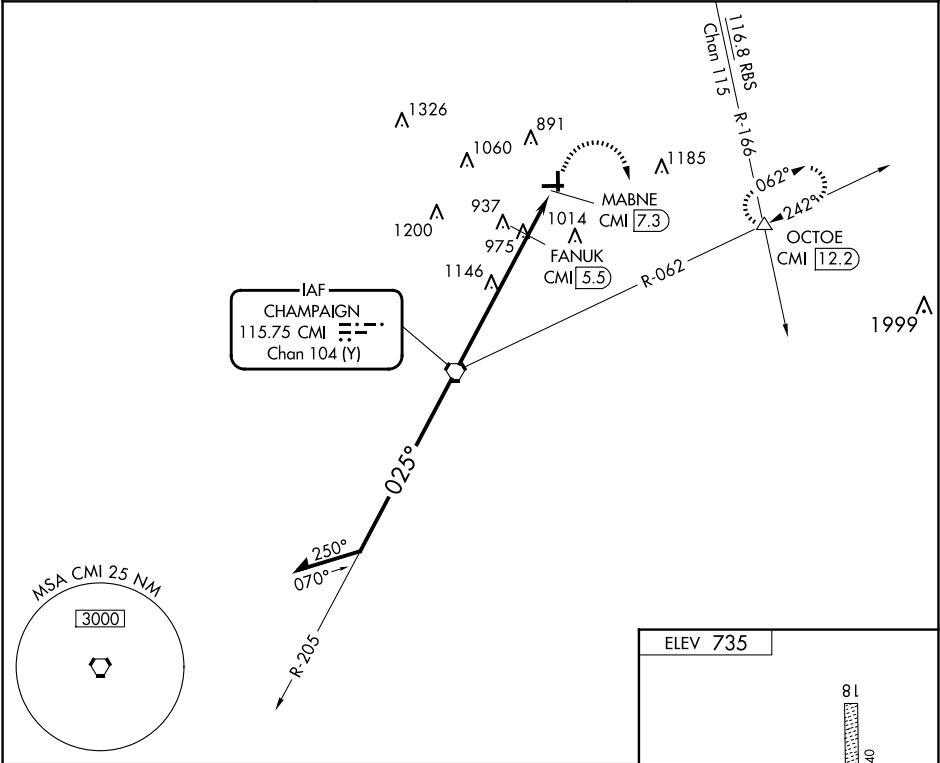 116.8 RBS
Chan 115
R-166
1326
891
1060
1185
062°
242°
MABNE
CMI 7.3
937
1014
1200
975
FANUK
CMI 5.5
OCTOE
CMI 12.2
1146
R-062
IAF
CHAMPAIGN
115.75 CMI
Chan 104 (Y)
1999
025°
250°
070°
R-205
MSA CMI 25 NM
3000
ELEV 735
18
40